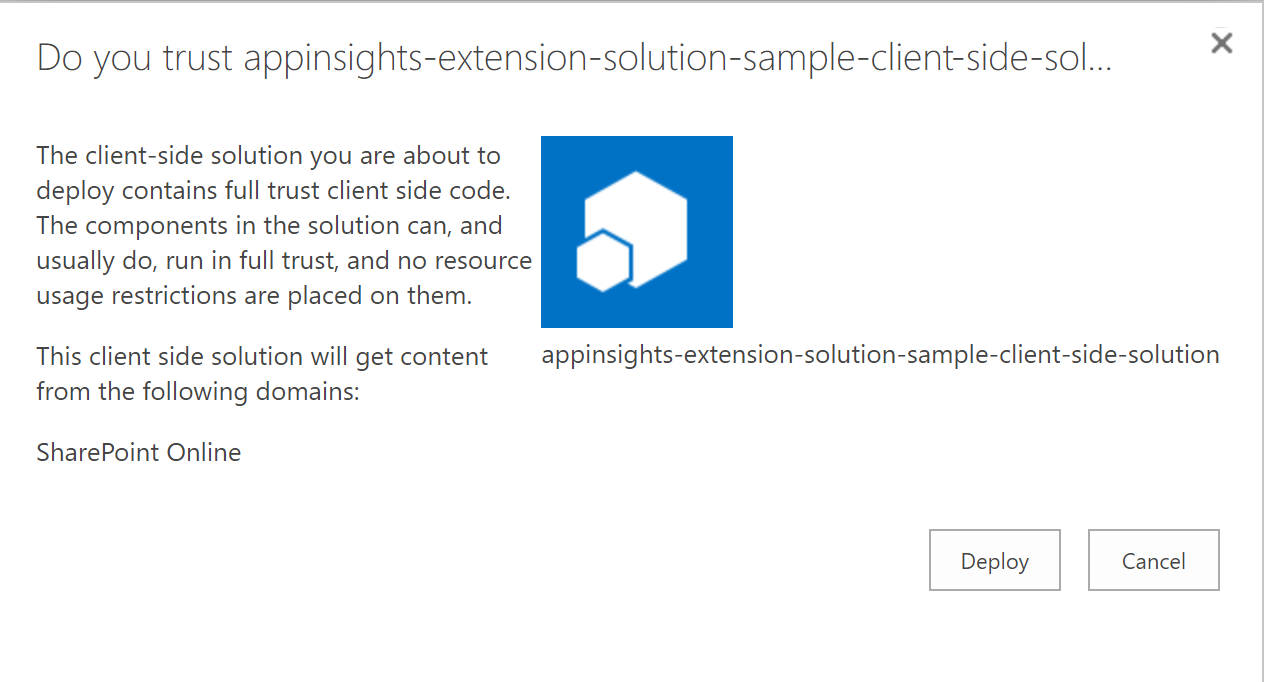 Do you trust appinsights-extension-solution-sample-client-side-sol...
The client-side solution you are about to
deploy contains full trust client side code.
The components in the solution can, and
usually do, run in full trust, and no resource
usage restrictions are placed on them.
This client side solution will get content
from the following domains:
SharePoint Online
appinsights-extension-solution-sample-client-side-solution
Deploy
Cancel